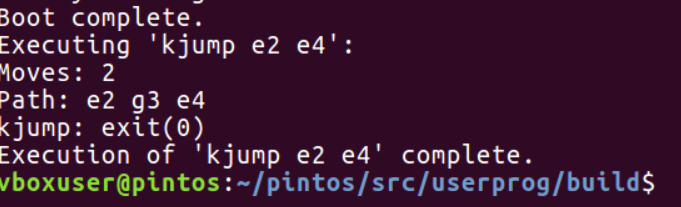 Boot complete.
Executing 'kjump e2 e4':
Moves: 2
Path: e2 g3 e4
kjump: exit(0)
Execution of 'kjump e2 e4' complete.
vboxuser@pintos:~/pintos/src/userprog/build$